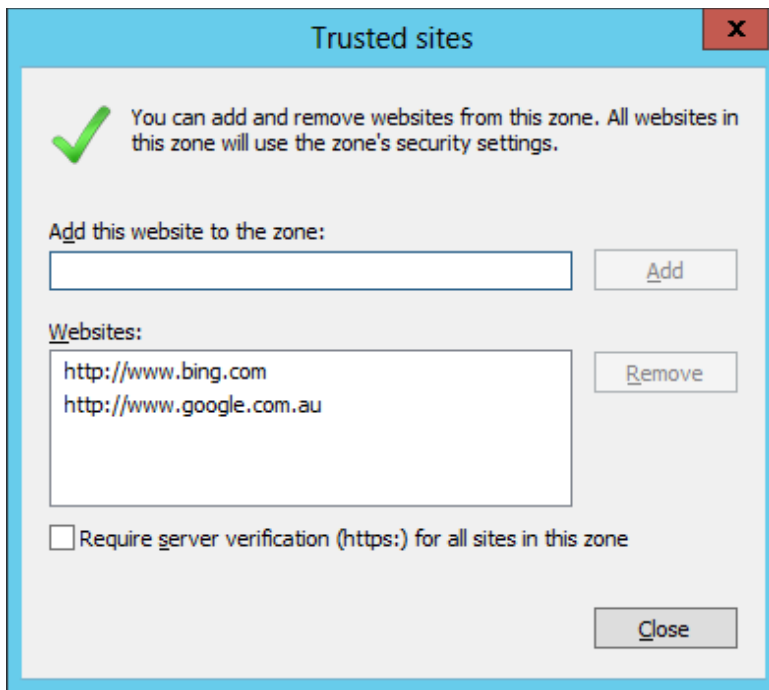 Trusted sites
x
You can add and remove websites from this zone. All websites in
this zone will use the zone's security settings.
Add this website to the zone:
Add
Websites:
http://www.bing.com
http://www.google.com.au
Remove
Require server verification (https:) for all sites in this zone
Close